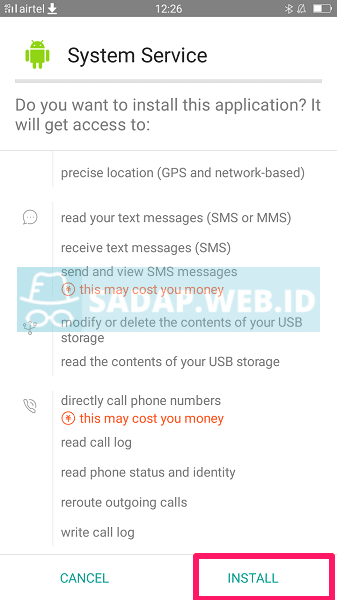 airtel
12:26
System Service
Do you want to install this application? It
will get access to:
precise location (GPS and network-based)
read your text messages (SMS or MMS)
receive text messages (SMS)
send and view SMS messages
this may cost you money
SADAP.WEB.ID
modify or delete the contents of your USB
storage
read the contents of your USB storage
directly call phone numbers
this may cost you money
read call log
read phone status and identity
reroute outgoing calls
write call log
CANCEL
INSTALL